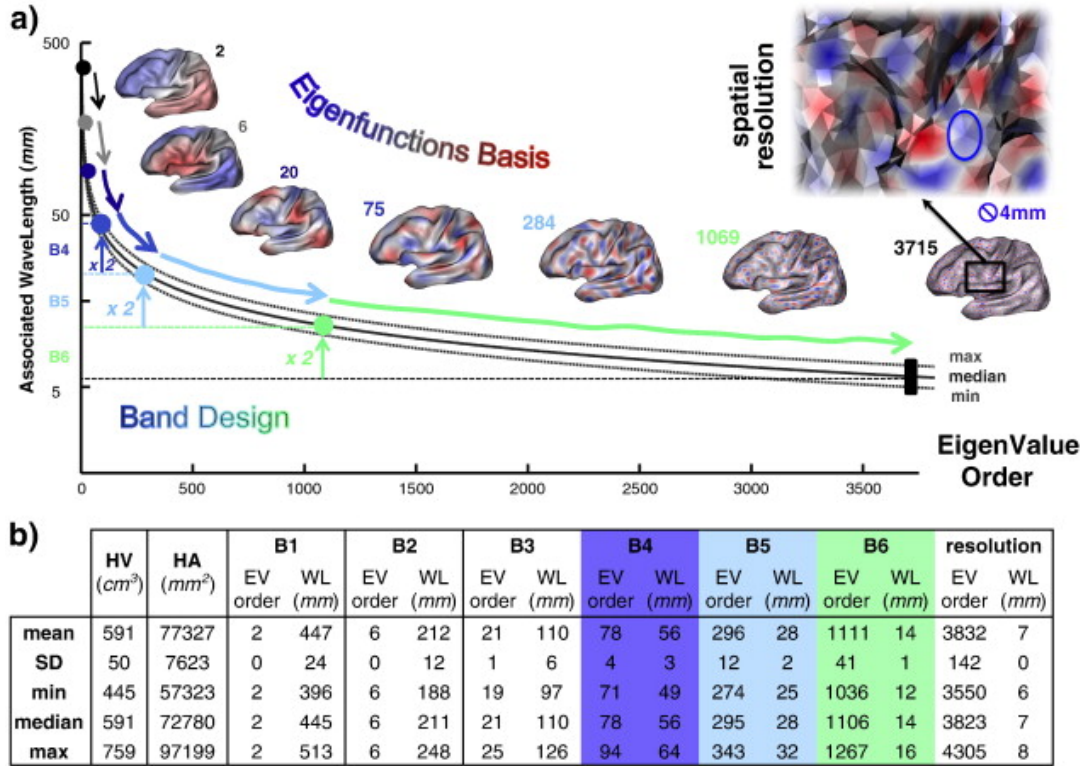 a)
500
50
5
Associated WaveLength (mm)
B4
B5
B6
2
6
20
75
284
1069
3715
Eigenfunctions Basis
spatial
resolution
4mm
x 2
x 2
x 2
max
median
min
Band Design
EigenValue
Order
0 500 1000 1500 2000 2500 3000 3500
b)
HV (cm³) HA (mm²) B1 B2 B3 B4 B5 B6 resolution
EV order WL (mm) EV order WL (mm) EV order WL (mm) EV order WL (mm) EV order WL (mm) EV order WL (mm) EV order WL (mm)
mean 591 77327 2 447 6 212 21 110 78 56 296 28 1111 14 3832 7
SD 50 7623 0 24 0 12 1 6 4 3 12 2 41 1 142 0
min 445 57323 2 396 6 188 19 97 71 49 274 25 1036 12 3550 6
median 591 72780 2 445 6 211 21 110 78 56 295 28 1106 14 3823 7
max 759 97199 2 513 6 248 25 126 94 64 343 32 1267 16 4305 8